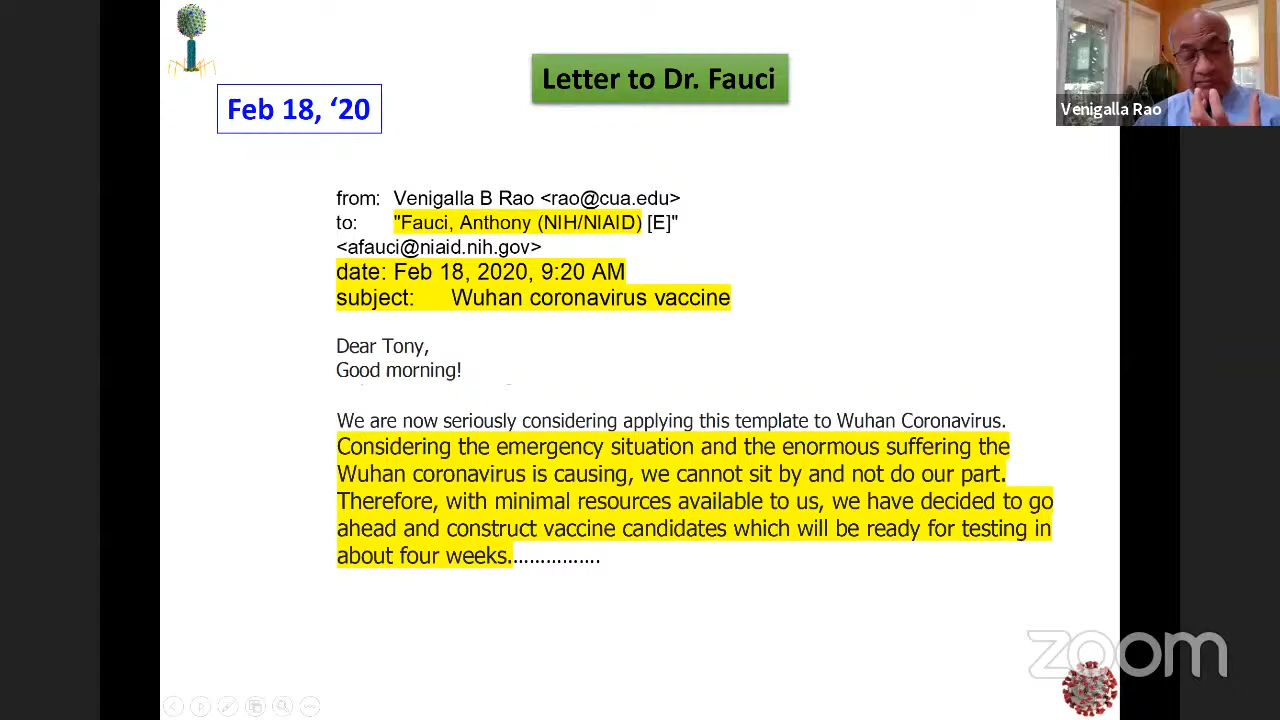 Letter to Dr. Fauci
Feb 18, ‘20
Venigalla Rao
from: Venigalla B Rao <rao@cua.edu>
to: "Fauci, Anthony (NIH/NIAID) [E]"
<afauci@niaid.nih.gov>
date: Feb 18, 2020, 9:20 AM
subject: Wuhan coronavirus vaccine
Dear Tony,
Good morning!
We are now seriously considering applying this template to Wuhan Coronavirus.
Considering the emergency situation and the enormous suffering the
Wuhan coronavirus is causing, we cannot sit by and not do our part.
Therefore, with minimal resources available to us, we have decided to go
ahead and construct vaccine candidates which will be ready for testing in
about four weeks.................
zoom